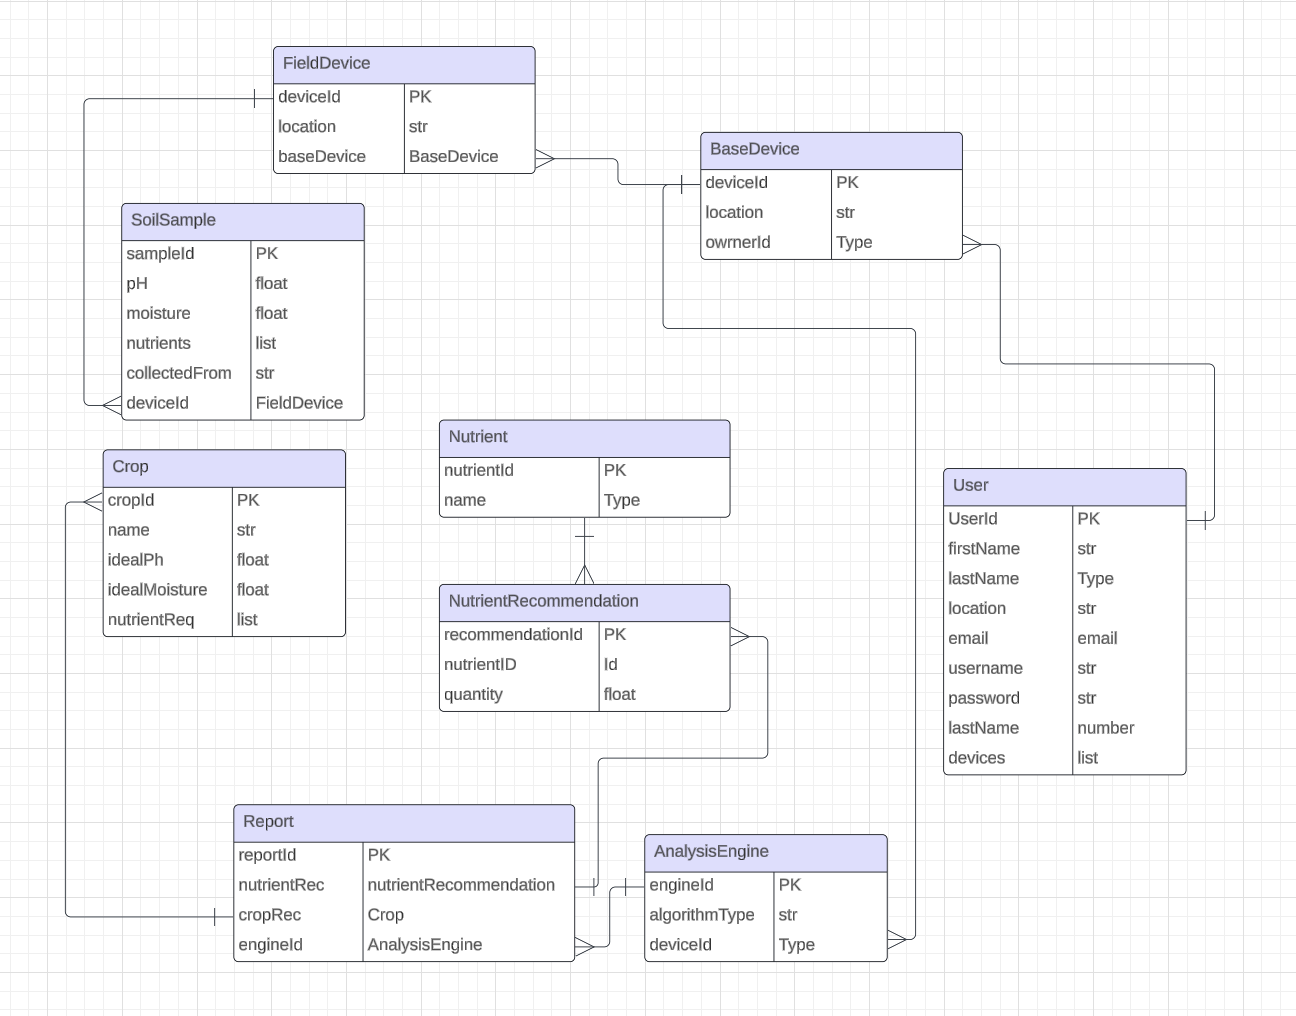 FieldDevice
deviceId PK
location str
baseDevice BaseDevice
BaseDevice
deviceId PK
location str
owrnerId Type
SoilSample
sampleId PK
pH float
moisture float
nutrients list
collectedFrom str
deviceId FieldDevice
Nutrient
nutrientId PK
name Type
Crop
cropId PK
name str
idealPh float
idealMoisture float
nutrientReq list
User
UserId PK
firstName str
lastName Type
location str
email email
username str
password str
lastName number
devices list
NutrientRecommendation
recommendationId PK
nutrientID Id
quantity float
Report
reportId PK
nutrientRec nutrientRecommendation
cropRec Crop
engineId AnalysisEngine
AnalysisEngine
engineId PK
algorithmType str
deviceId Type